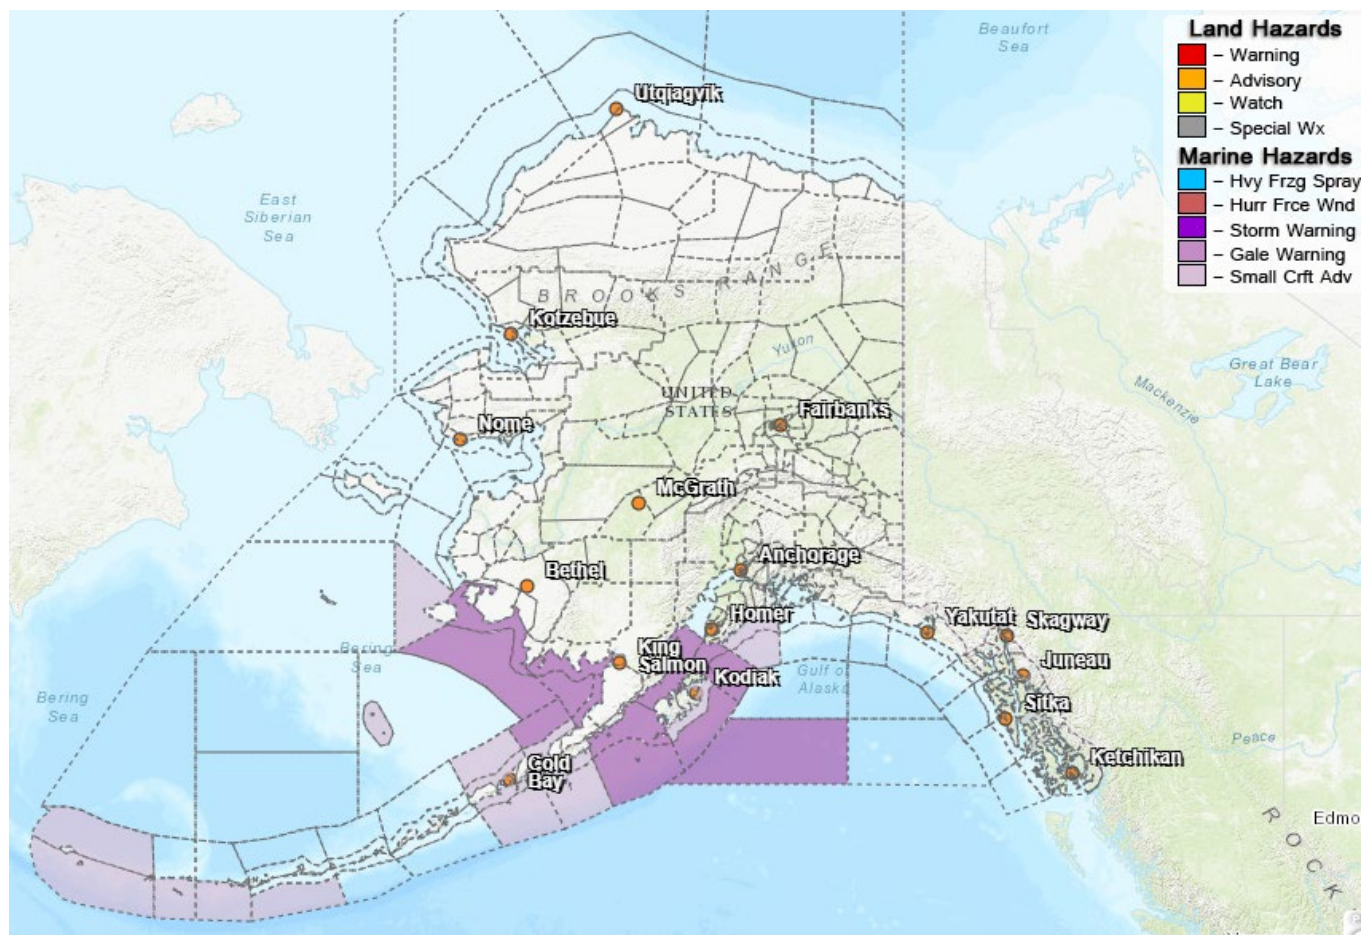 Land Hazards
– Warning
– Advisory
– Watch
– Special Wx
Marine Hazards
– Hvy Frzg Spray
– Hurr Frce Wnd
– Storm Warning
– Gale Warning
– Small Crft Adv
Beaufort
Sea
Utqiagvik
East
Siberian
Sea
BROOKS RANGE
Kotzebue
Yukon
Great Bear
Lake
Mackenzie
UNITED
STATES
Fairbanks
Nome
McGrath
Anchorage
Bethel
Homer
Yakutat
Skagway
King
Salmon
Bering
Sea
Juneau
Kodiak
Gulf of
Alaska
Bering
Sea
Sitka
Peace
Ketchikan
Cold
Bay
Edmo
ROCK